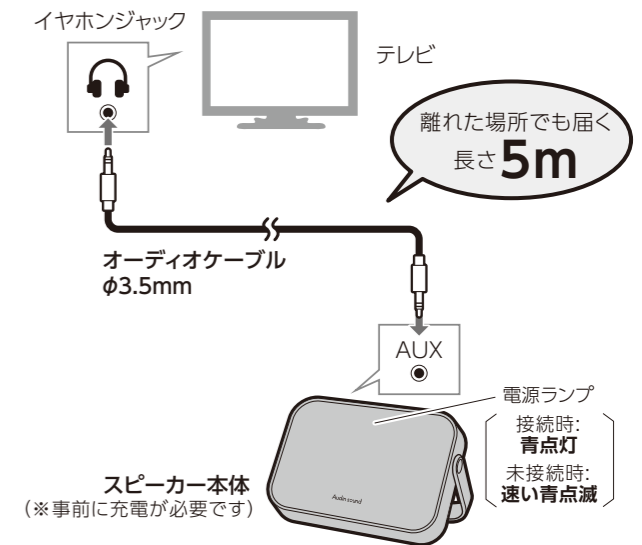 イヤホンジャック
テレビ
離れた場所でも届く
長さ5m
オーディオケーブル
φ3.5mm
AUX
電源ランプ
接続時:
青点灯
未接続時:
速い青点滅
スピーカー本体
(※事前に充電が必要です)
Audin sound